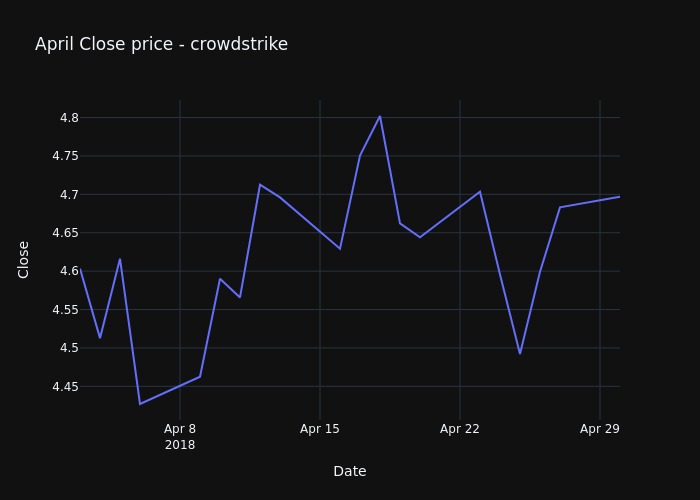 April Close price - crowdstrike
Close
4.8
4.75
4.7
4.65
4.6
4.55
4.5
4.45
Apr 8
2018
Apr 15
Apr 22
Apr 29
Date